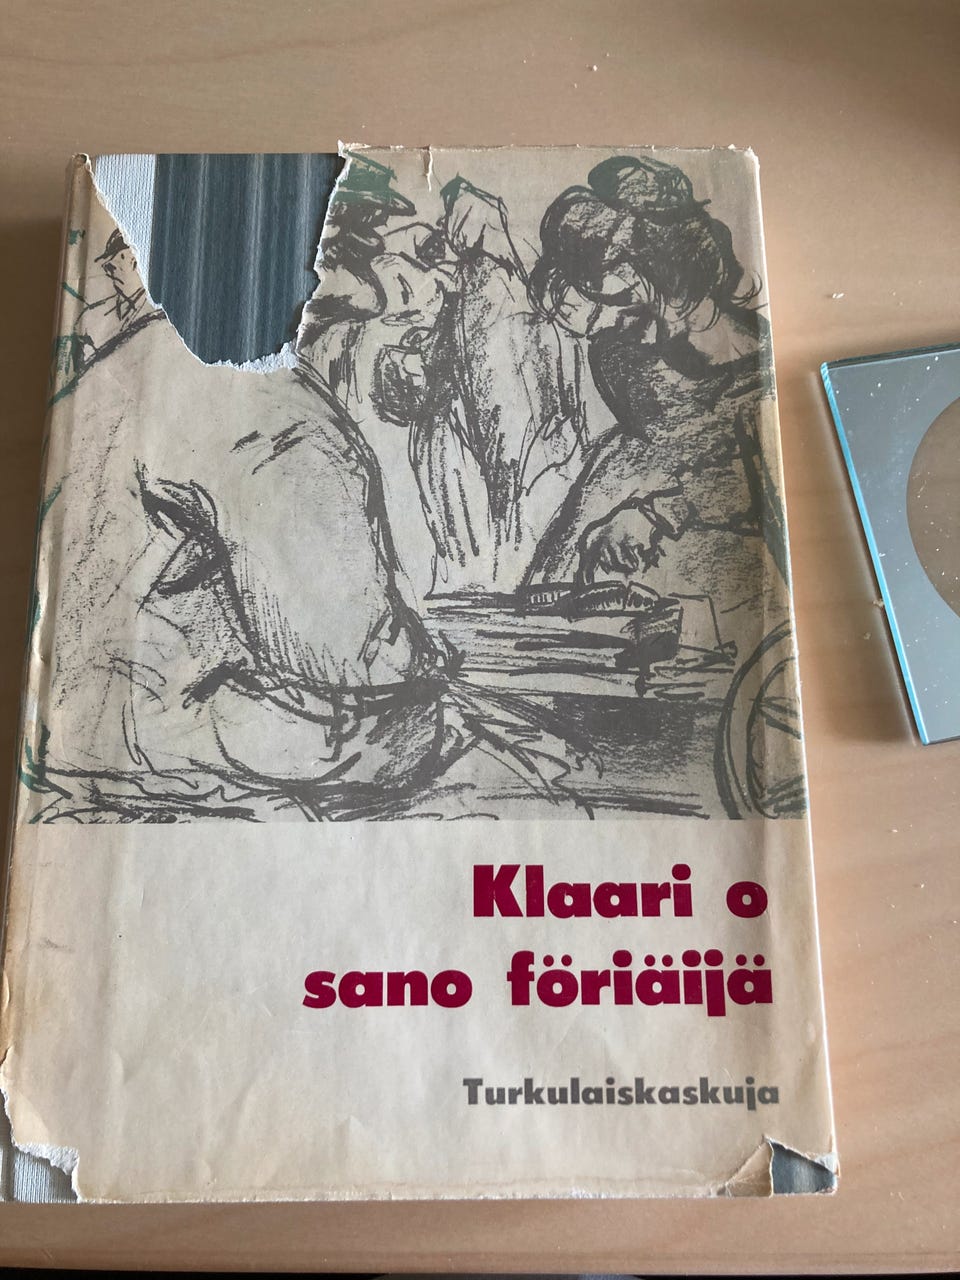 Klaari o
sano föriäijä
Turkulaiskaskuja